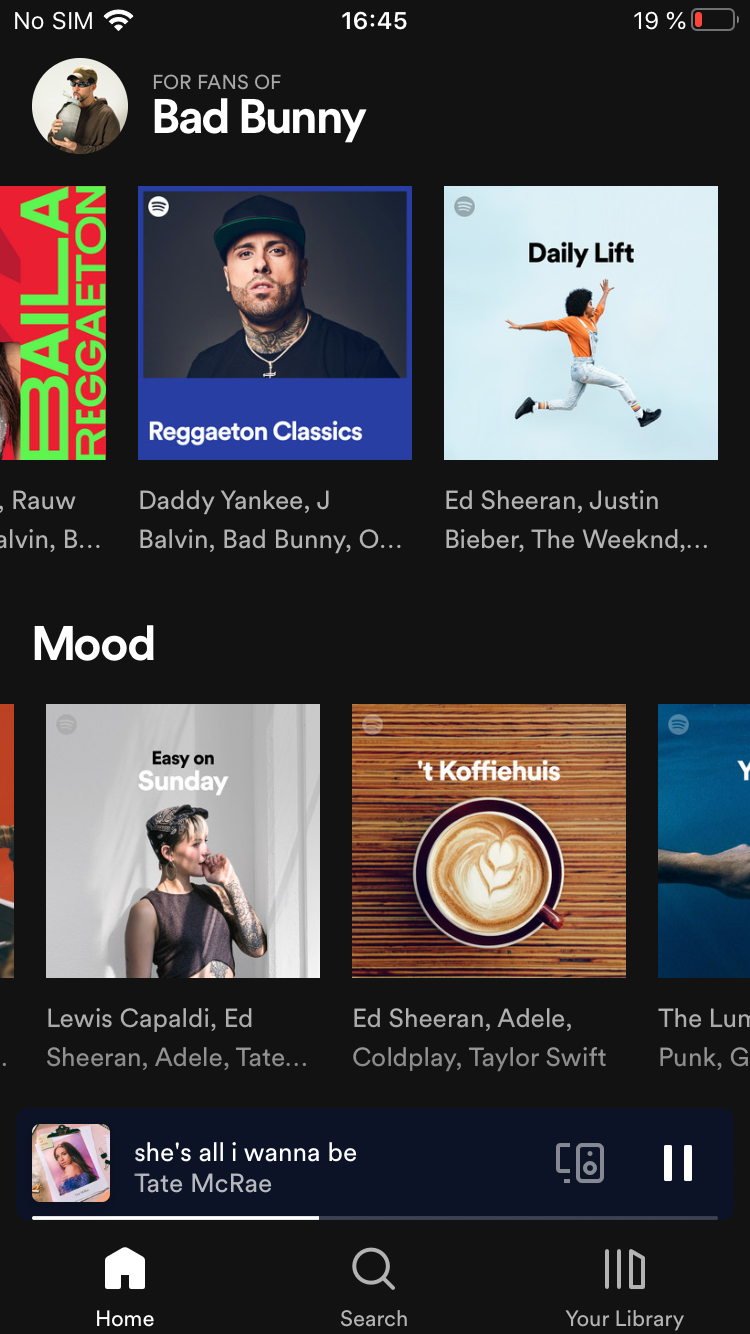 No SIM 16:45 19 %
FOR FANS OF
Bad Bunny
BAILA
REGGAETON
Reggaeton Classics
Daily Lift
, Rauw
alvin, B...
Daddy Yankee, J
Balvin, Bad Bunny, O...
Ed Sheeran, Justin
Bieber, The Weeknd,...
Mood
Easy on
Sunday
't Koffiehuis
Y
.
Lewis Capaldi, Ed
Sheeran, Adele, Tate...
Ed Sheeran, Adele,
Coldplay, Taylor Swift
The Lum
Punk, G
she's all i wanna be
Tate McRae
Home
Search
Your Library